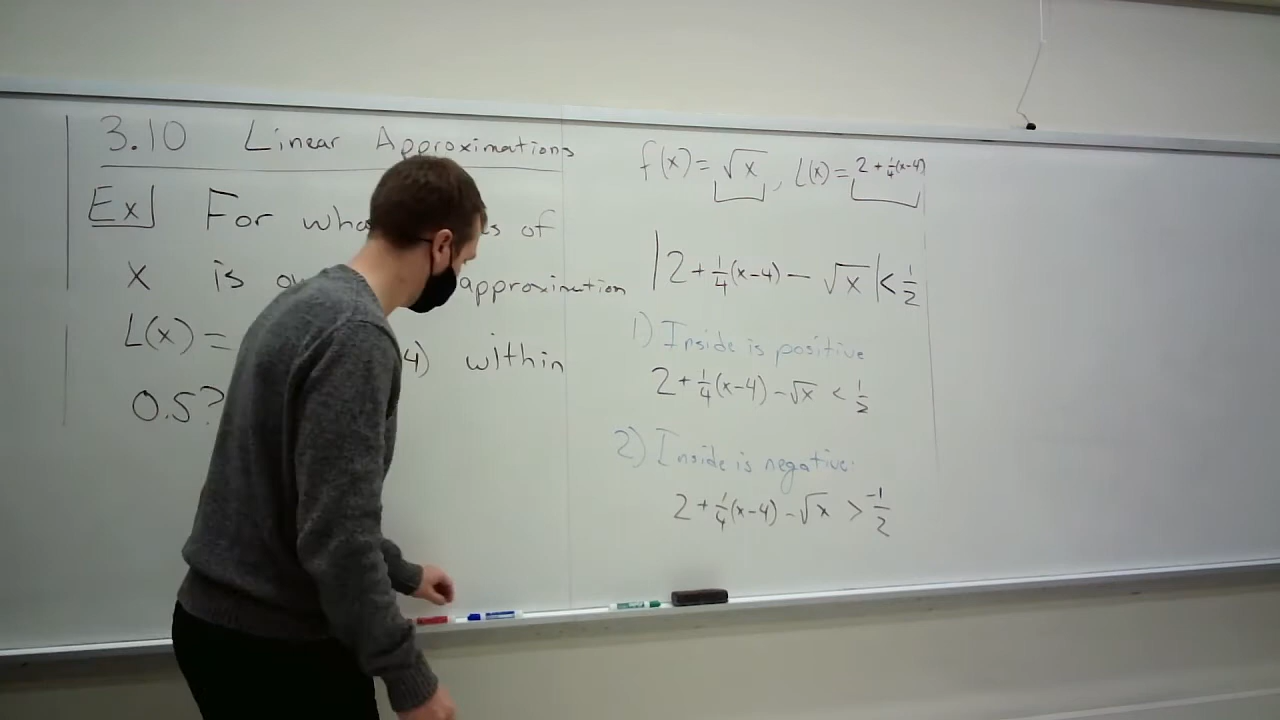 3.10 Linear Approximations
Ex For of
x is approximation
L(x) = 4) within
0.5?
f(x) = √x , L(x) = 2 + 1/4(x-4)
|2 + 1/4(x-4) - √x| < 1/2
1) Inside is positive
2 + 1/4(x-4) - √x < 1/2
2) Inside is negative:
2 + 1/4(x-4) - √x > -1/2